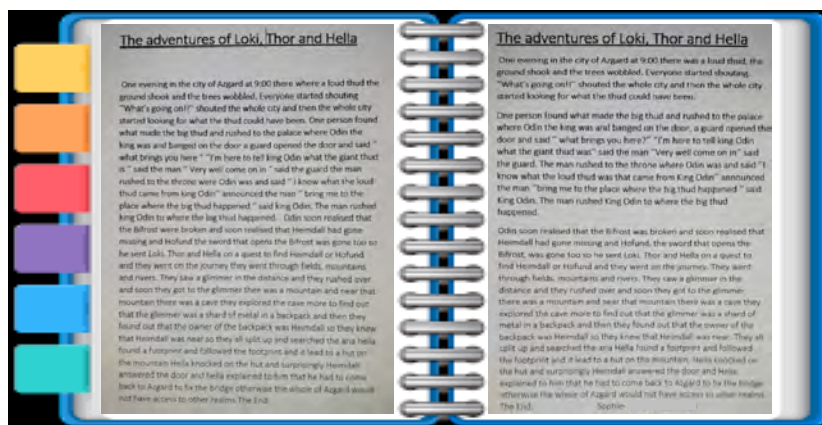 The adventures of Loki, Thor and Hella
One evening in the city of Azgard at 9:00 there where a loud thud the
ground shook and the trees wobbled. Everyone started shouting
"What's going on!!" shouted the whole city and then the whole city
started looking for what the thud could have been. One person found
what made the big thud and rushed to the palace where Odin the
king was and banged on the door a guard opened the door and said "
what brings you here " "I'm here to tell king Odin what the giant thud
is " said the man " Very well come on in " said the guard the man
rushed to the throne were Odin was and said " I know what the loud
thud came from king Odin" announced the man " bring me to the
place where the big thud happened " said king Odin. The man rushed
king Odin to where the big thud happened. Odin soon realised that
the Bifrost were broken and soon realised that Heimdall had gone
missing and Hofund the sword that opens the Bifrost was gone too so
he sent Loki, Thor and Hella on a quest to find Heimdall or Hofund
and they went on the journey they went through fields, mountains
and rivers. They saw a glimmer in the distance and they rushed over
and soon they got to the glimmer then was a mountain and near that
mountain there was a cave they explored the cave more to find out
that the glimmer was a shard of metal in a backpack and then they
found out that the owner of the backpack was Heimdall so they knew
that Heimdall was near so they all split up and searched the aria hella
found a footprint and followed the footprint and it lead to a hut on
the mountain Hella knocked on the hut and surprisingly Heimdall
answered the door and hella explained to him that he had to come
back to Asgard to fix the bridge otherwise the whole of Azgard would
not have access to other realms The End.
The adventures of Loki, Thor and Hella
One evening in the city of Azgard at 9:00 there was a loud thud, the
ground shook and the trees wobbled. Everyone started shouting
"What's going on!!" shouted the whole city and then the whole city
started looking for what the thud could have been.
One person found what made the big thud and rushed to the palace
where Odin the king was and banged on the door, a guard opened the
door and said " what brings you here?" "I'm here to tell king Odin
what the giant thud was" said the man "Very well come on in" said
the guard. The man rushed to the throne where Odin was and said "I
know what the loud thud was that came from King Odin" announced
the man "bring me to the place where the big thud happened " said
King Odin. The man rushed King Odin to where the big thud
happened.
Odin soon realised that the Bifrost was broken and soon realised that
Heimdall had gone missing and Hofund, the sword that opens the
Bifrost, was gone too so he sent Loki, Thor and Hella on a quest to
find Heimdall or Hofund and they went on the journey. They went
through fields, mountains and rivers. They saw a glimmer in the
distance and they rushed over and soon they got to the glimmer,
there was a mountain and near that mountain there was a cave they
explored the cave more to find out that the glimmer was a shard of
metal in a backpack and then they found out that the owner of the
backpack was Heimdall so they knew that Heimdall was near. They all
split up and searched the area Hella found a footprint and followed
the footprint and it lead to a hut on the mountain, Hella knocked on
the hut and surprisingly Heimdall answered the door and Hella
explained to him that he had to come back to Azgard to fix the bridge
otherwise the whole of Azgard would not have access to other realms
The End. Sophie